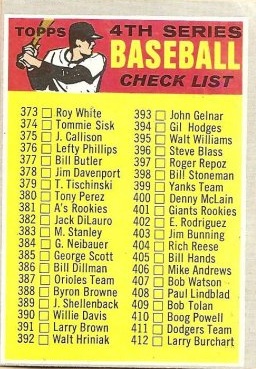 TOPPS
4TH SERIES
BASEBALL
CHECK LIST
373 Roy White
374 Tommie Sisk
375 J. Callison
376 Lefty Phillips
377 Bill Butler
378 Jim Davenport
379 T. Tischinski
380 Tony Perez
381 A's Rookies
382 Jack DiLauro
383 M. Stanley
384 G. Neibauer
385 George Scott
386 Bill Dillman
387 Orioles Team
388 Byron Browne
389 J. Shellenback
390 Willie Davis
391 Larry Brown
392 Walt Hriniak
393 John Gelnar
394 Gil Hodges
395 Walt Williams
396 Steve Blass
397 Roger Repoz
398 Bill Stoneman
399 Yanks Team
400 Denny McLain
401 Giants Rookies
402 E. Rodriguez
403 Jim Bunning
404 Rich Reese
405 Bill Hands
406 Mike Andrews
407 Bob Watson
408 Paul Lindblad
409 Bob Tolan
410 Boog Powell
411 Dodgers Team
412 Larry Burchart